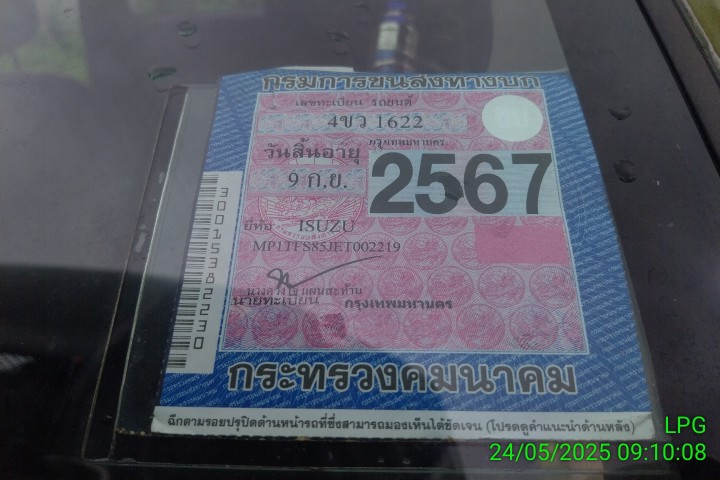 กรมการขนส่งทางบก
เลขทะเบียน รถยนต์
4ขว 1622
กรุงเทพมหานคร
วันสิ้นอายุ
9 ก.ย. 2567
ยี่ห้อ ISUZU
MP1TFS85JET002219
นายทะเบียน กรุงเทพมหานคร
30015382230
กระทรวงคมนาคม
ฉีกตามรอยปรุปิดด้านหน้ารถที่ซึ่งสามารถมองเห็นได้ชัดเจน (โปรดดูคำแนะนำด้านหลัง)
LPG
24/05/2025 09:10:08